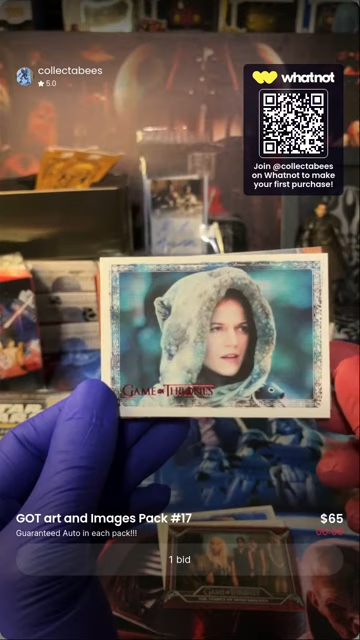 collectabees
★ 5.0
whatnot
Join @collectabees
on Whatnot to make
your first purchase!
GAME OF THRONES
GOT art and Images Pack #17
$65
Guaranteed Auto in each pack!!!
1 bid